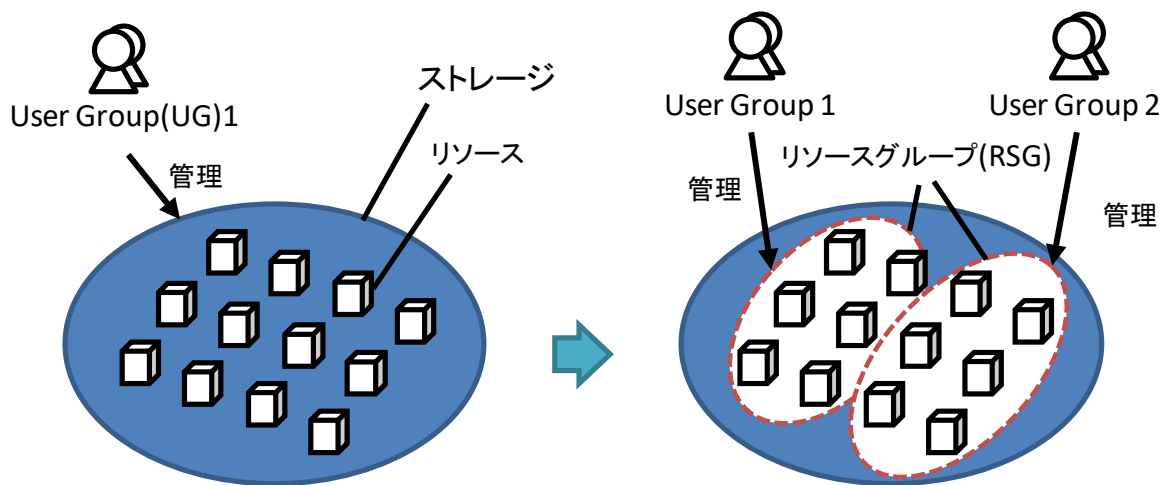 User Group(UG)1
ストレージ
リソース
管理
User Group 1
User Group 2
リソースグループ(RSG)
管理
管理